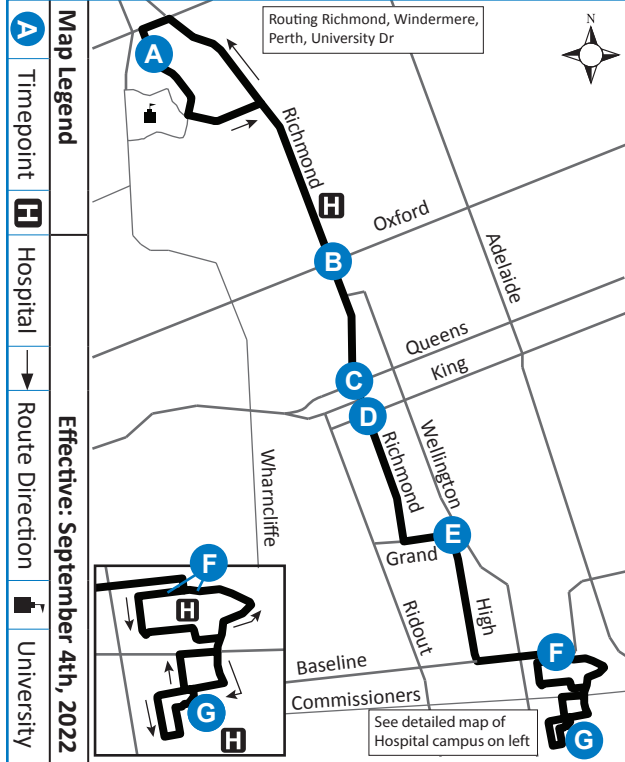 Routing Richmond, Windermere,
Perth, University Dr
N
A
Richmond
H
Oxford
B
Adelaide
Queens
King
C
D
Richmond
Wellington
E
Grand
Wharncliffe
Ridout
High
F
Baseline
Commissioners
G
See detailed map of
Hospital campus on left
F
H
G
H
Map Legend
Effective: September 4th, 2022
A Timepoint H Hospital Route Direction University